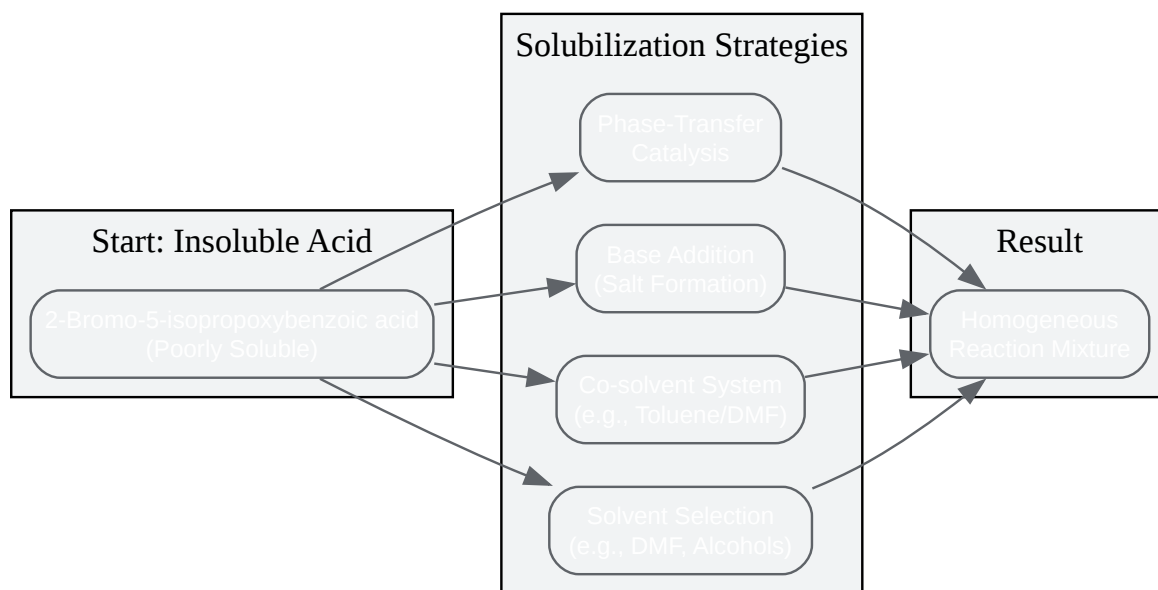 Solubilization Strategies
Phase-Transfer
Catalysis
Start: Insoluble Acid
Result
Base Addition
(Salt Formation)
2-Bromo-5-isopropoxybenzoic acid
(Poorly Soluble)
Homogeneous
Reaction Mixture
Co-solvent System
(e.g., Toluene/DMF)
Solvent Selection
(e.g., DMF, Alcohols)